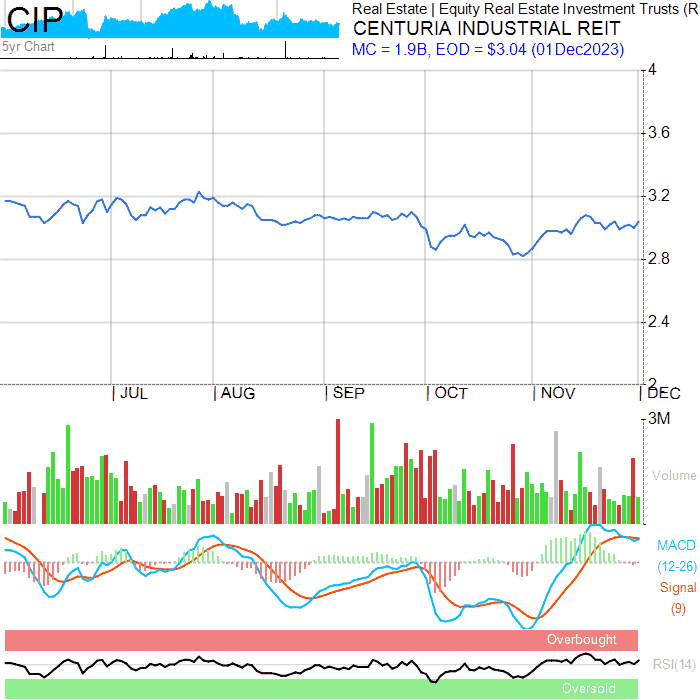 CIP
5yr Chart
Real Estate | Equity Real Estate Investment Trusts (R
CENTURIA INDUSTRIAL REIT
MC = 1.9B, EOD = $3.04 (01Dec2023)
4
3.6
3.2
2.8
2.4
2
| JUL | AUG | SEP | OCT | NOV | DEC
3M
Volume
MACD
(12-26)
Signal
(9)
Overbought
RSI(14)
Oversold